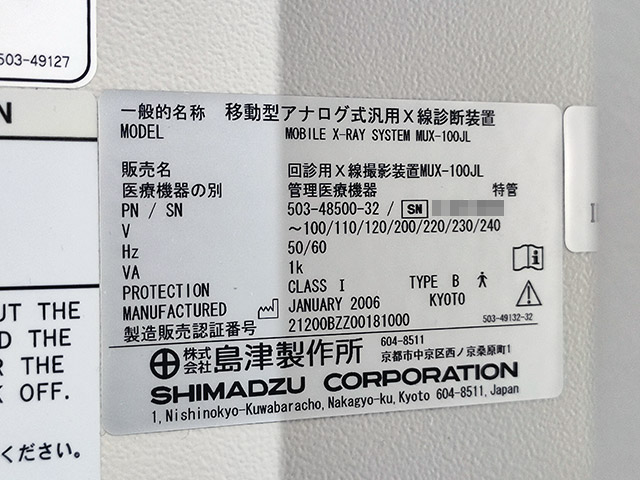 503-49127
N
UT THE
D THE
R THE
K OFF.
ください。
一般的名称 移動型アナログ式汎用X線診断装置
MODEL MOBILE X-RAY SYSTEM MUX-100JL
販売名 回診用X線撮影装置MUX-100JL
医療機器の別 管理医療機器 特管
PN / SN 503-48500-32 / SN
V ～100/110/120/200/220/230/240
Hz 50/60
VA 1k
PROTECTION CLASS I TYPE B
MANUFACTURED JANUARY 2006 KYOTO
製造販売認証番号 21200BZZ00181000 503-49132-32
株式会社 島津製作所 604-8511 京都市中京区西ノ京桑原町1
SHIMADZU CORPORATION
1, Nishinokyo-Kuwabaracho, Nakagyo-ku, Kyoto 604-8511, Japan